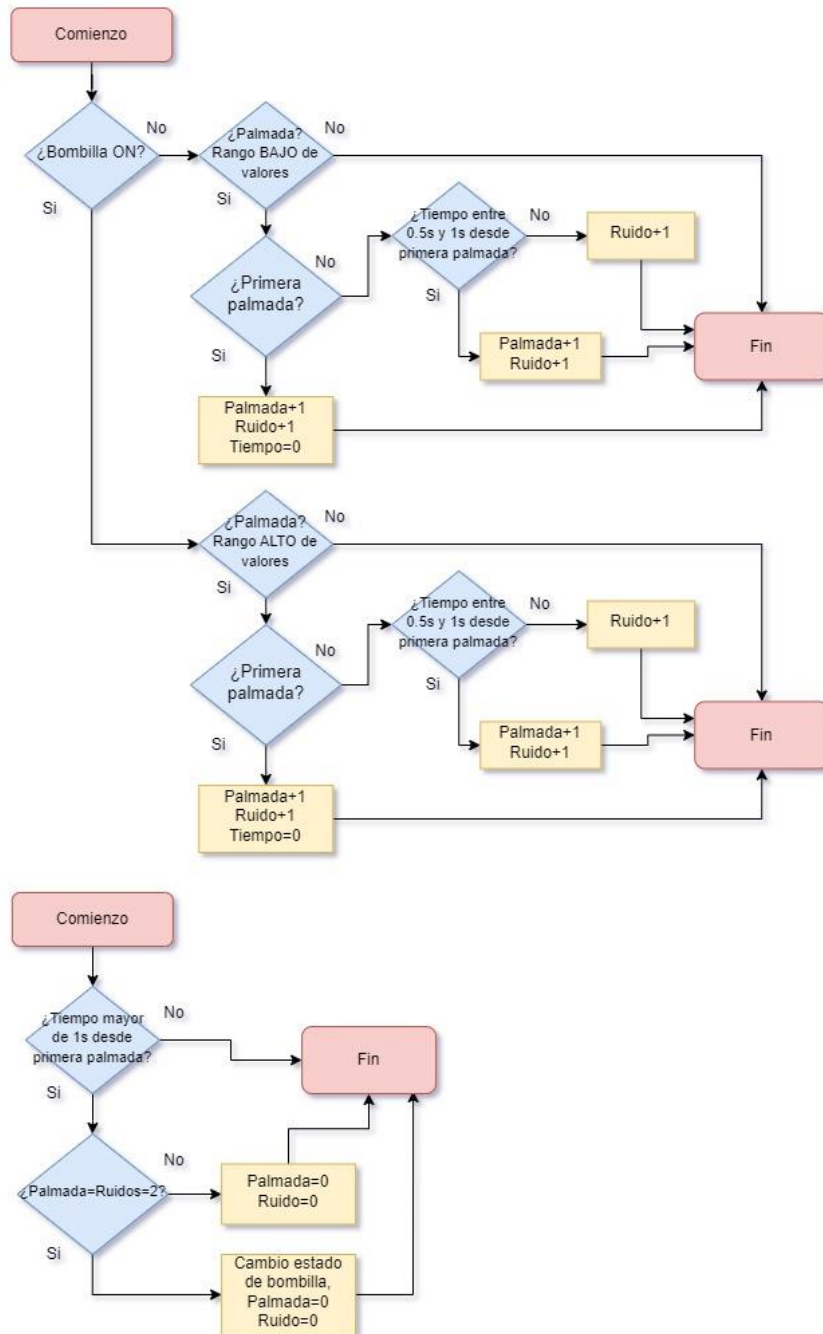 Comienzo
¿Bombilla ON?
No
Si
¿Palmada?
Rango BAJO de
valores
No
Si
¿Primera
palmada?
No
Si
¿Tiempo entre
0.5s y 1s desde
primera palmada?
No
Si
Ruido+1
Palmada+1
Ruido+1
Palmada+1
Ruido+1
Tiempo=0
Fin
¿Palmada?
Rango ALTO de
valores
No
Si
¿Primera
palmada?
No
Si
¿Tiempo entre
0.5s y 1s desde
primera palmada?
No
Si
Ruido+1
Palmada+1
Ruido+1
Palmada+1
Ruido+1
Tiempo=0
Fin
Comienzo
¿Tiempo mayor
de 1s desde
primera palmada?
No
Si
Fin
¿Palmada=Ruidos=2?
No
Si
Palmada=0
Ruido=0
Cambio estado
de bombilla,
Palmada=0
Ruido=0